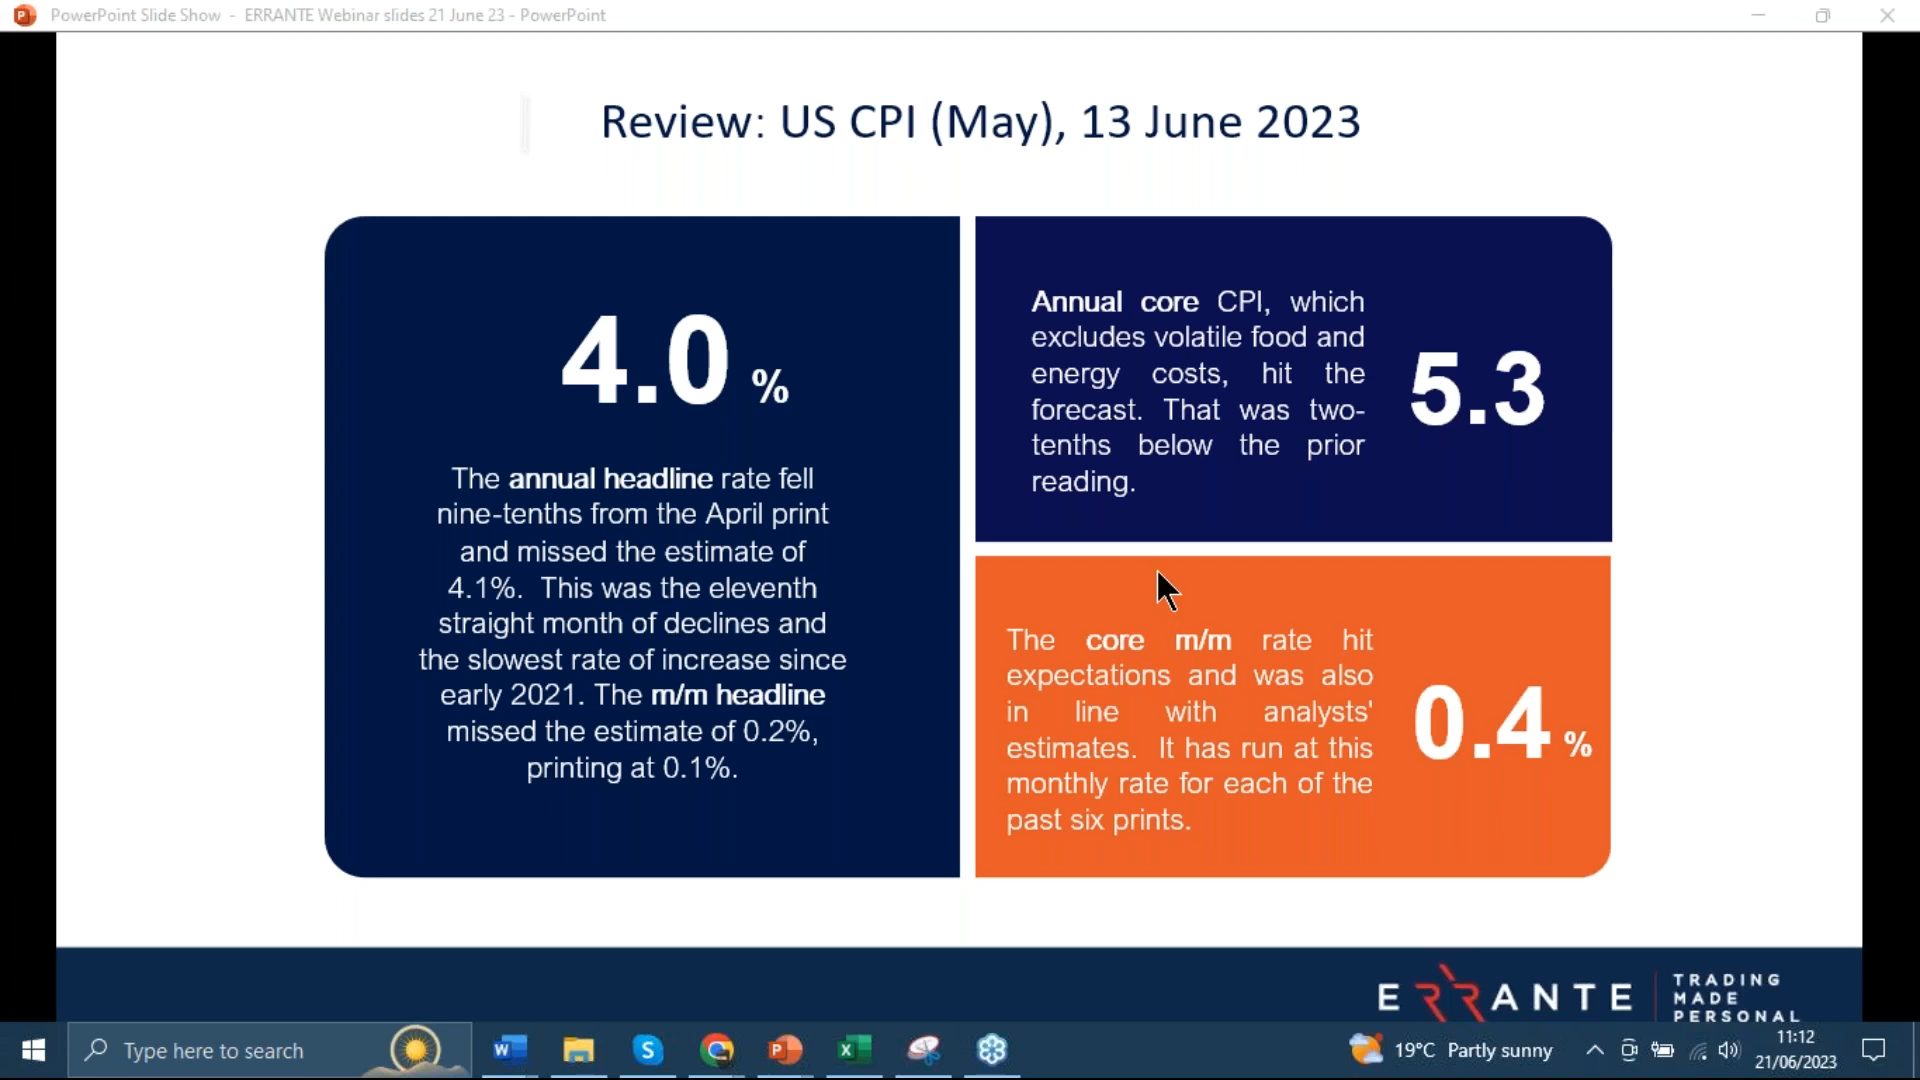 PowerPoint Slide Show - ERRANTE Webinar slides 21 June 23 - PowerPoint
Review: US CPI (May), 13 June 2023
4.0 %
The annual headline rate fell
nine-tenths from the April print
and missed the estimate of
4.1%. This was the eleventh
straight month of declines and
the slowest rate of increase since
early 2021. The m/m headline
missed the estimate of 0.2%,
printing at 0.1%.
Annual core CPI, which
excludes volatile food and
energy costs, hit the
forecast. That was two-
tenths below the prior
reading.
5.3
The core m/m rate hit
expectations and was also
in line with analysts'
estimates. It has run at this
monthly rate for each of the
past six prints.
0.4 %
ERRANTE
TRADING
MADE
PERSONAL
Type here to search
19°C Partly sunny
11:12
21/06/2023